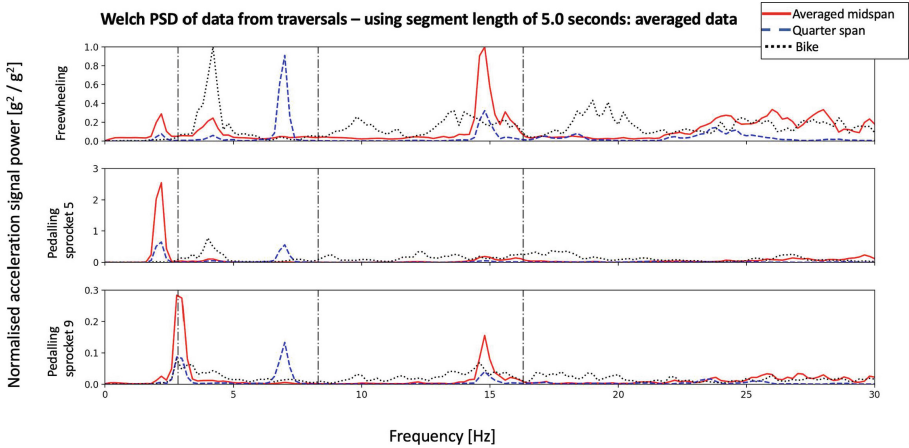 Welch PSD of data from traversals – using segment length of 5.0 seconds: averaged data
Averaged midspan
Quarter span
Bike
Normalised acceleration signal power [g² / g²]
Freewheeling
1.0
0.8
0.6
0.4
0.2
0.0
Pedalling
sprocket 5
3
2
1
0
Pedalling
sprocket 9
0.3
0.2
0.1
0.0
0 5 10 15 20 25 30
Frequency [Hz]